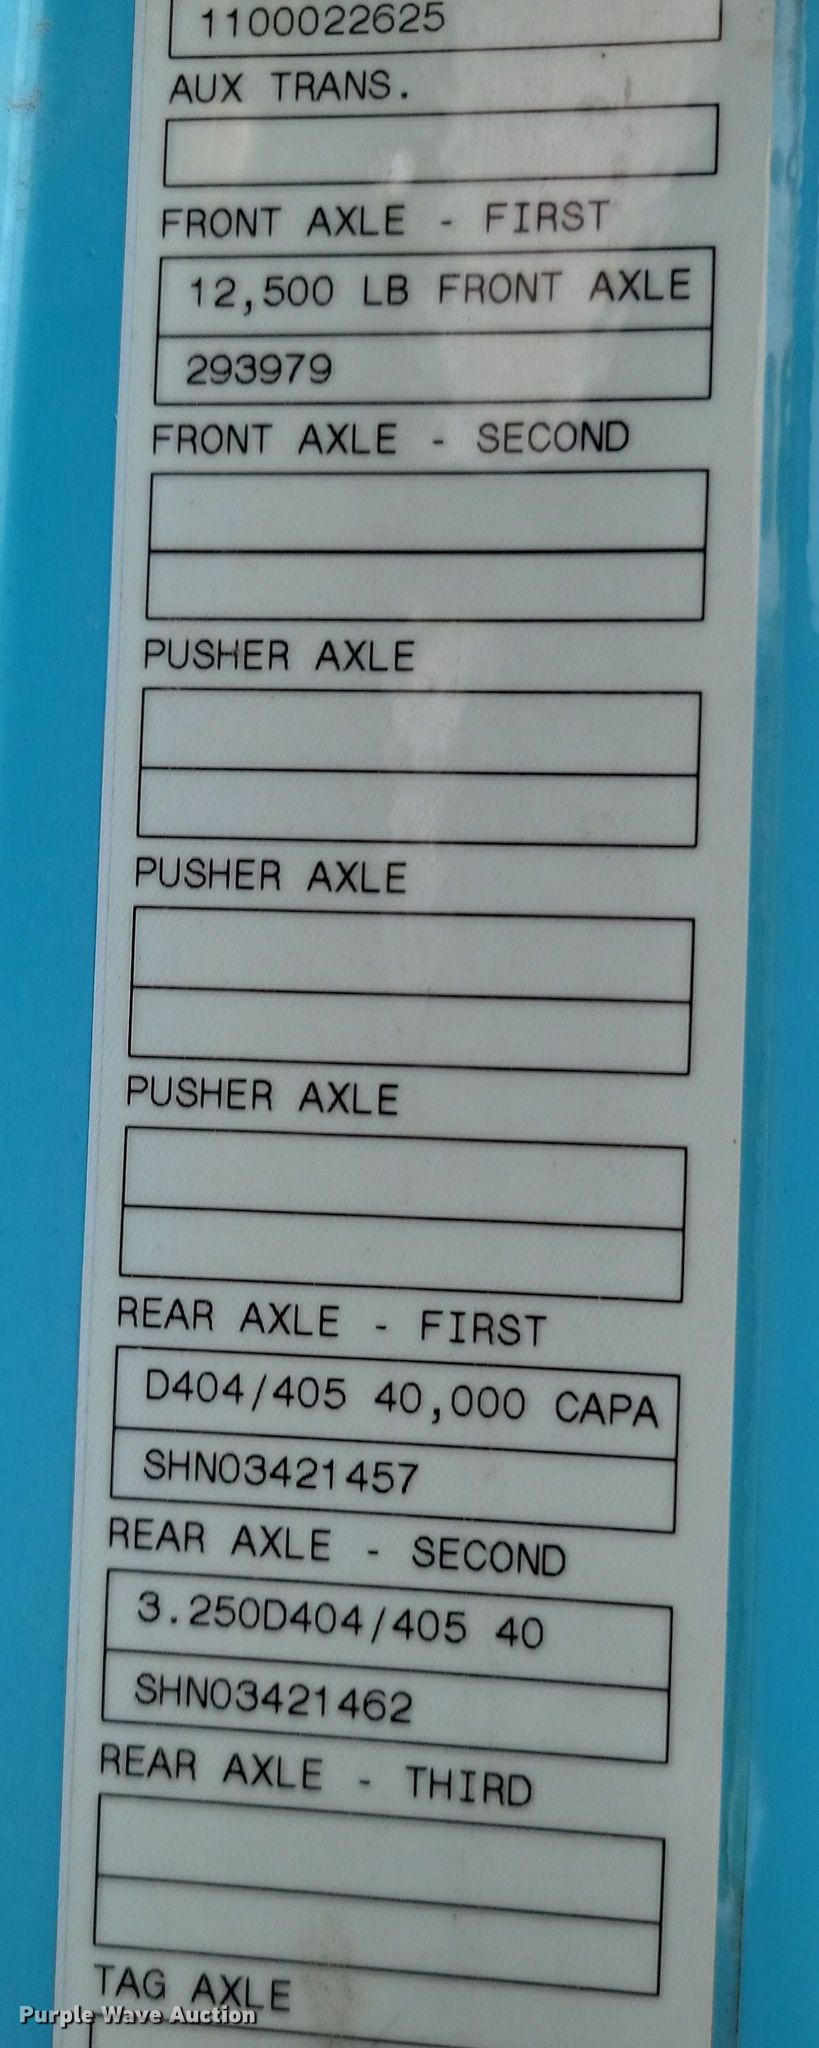 1100022625
AUX TRANS.
FRONT AXLE - FIRST
12,500 LB FRONT AXLE
293979
FRONT AXLE - SECOND
PUSHER AXLE
PUSHER AXLE
PUSHER AXLE
REAR AXLE - FIRST
D404/405 40,000 CAPA
SHN03421457
REAR AXLE - SECOND
3.250D404/405 40
SHN03421462
REAR AXLE - THIRD
TAG AXLE
Purple Wave Auction